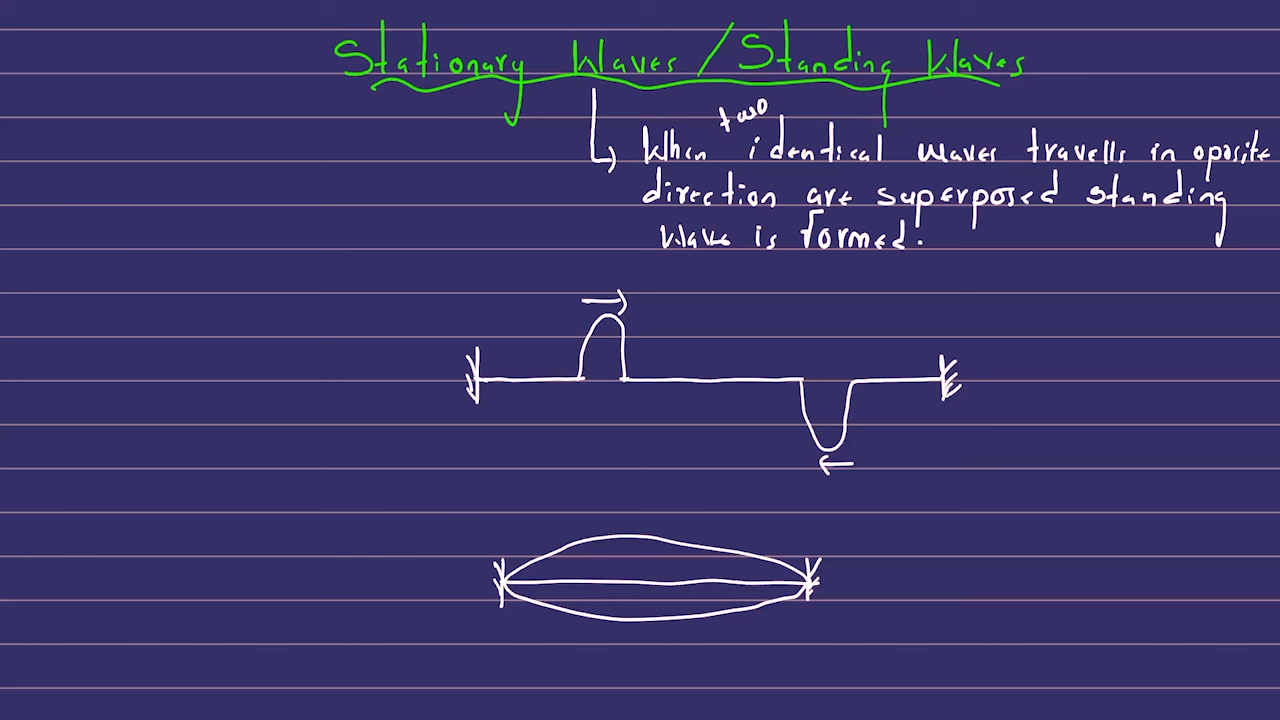 Stationary Waves / Standing Waves
two
When identical waves travells in oposite
direction are superposed standing
Wave is formed.